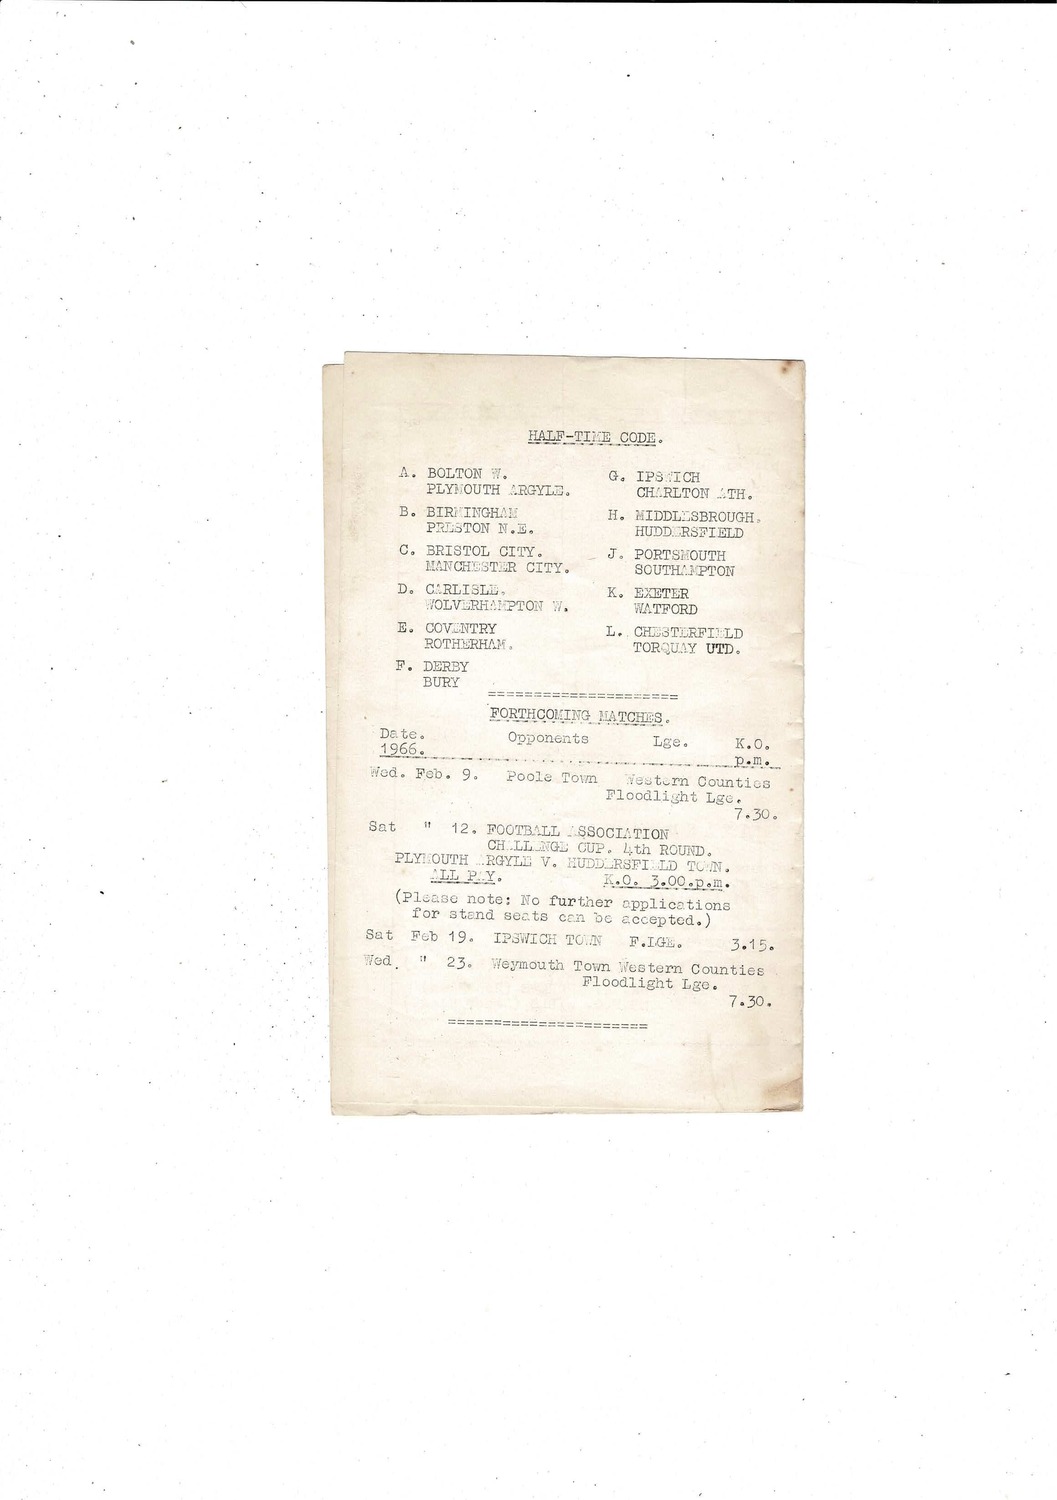 HALF-TIME CODE.
A. BOLTON W.
PLYMOUTH ARGYLE.
B. BIRMINGHAM
PRESTON N.E.
C. BRISTOL CITY.
MANCHESTER CITY.
D. CARLISLE.
WOLVERHAMPTON W.
E. COVENTRY
ROTHERHAM.
F. DERBY
BURY
G. IPSWICH
CHARLTON ATH.
H. MIDDLESBROUGH.
HUDDERSFIELD
J. PORTSMOUTH
SOUTHAMPTON
K. EXETER
WATFORD
L. CHESTERFIELD
TORQUAY UTD.
=====================
FORTHCOMING MATCHES.
Date. Opponents Lge. K.O.
1966. p.m.
Wed. Feb. 9. Poole Town Western Counties
Floodlight Lge.
7.30.
Sat " 12. FOOTBALL ASSOCIATION
CHALLENGE CUP. 4th ROUND.
PLYMOUTH ARGYLE V. HUDDERSFIELD TOWN.
ALL PAY. K.O. 3.00.p.m.
(Please note: No further applications
for stand seats can be accepted.)
Sat Feb 19. IPSWICH TOWN F.LGE. 3.15.
Wed. " 23. Weymouth Town Western Counties
Floodlight Lge.
7.30.
======================